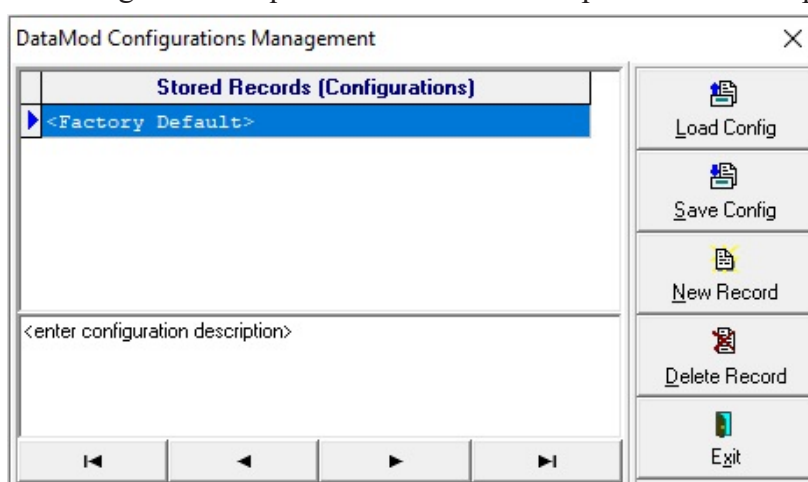 DataMod Configurations Management
Stored Records (Configurations)
<Factory Default>
Load Config
Save Config
New Record
<enter configuration description>
Delete Record
Exit